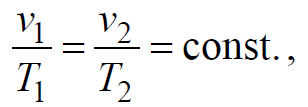 v₁/T₁ = v₂/T₂ = const.,